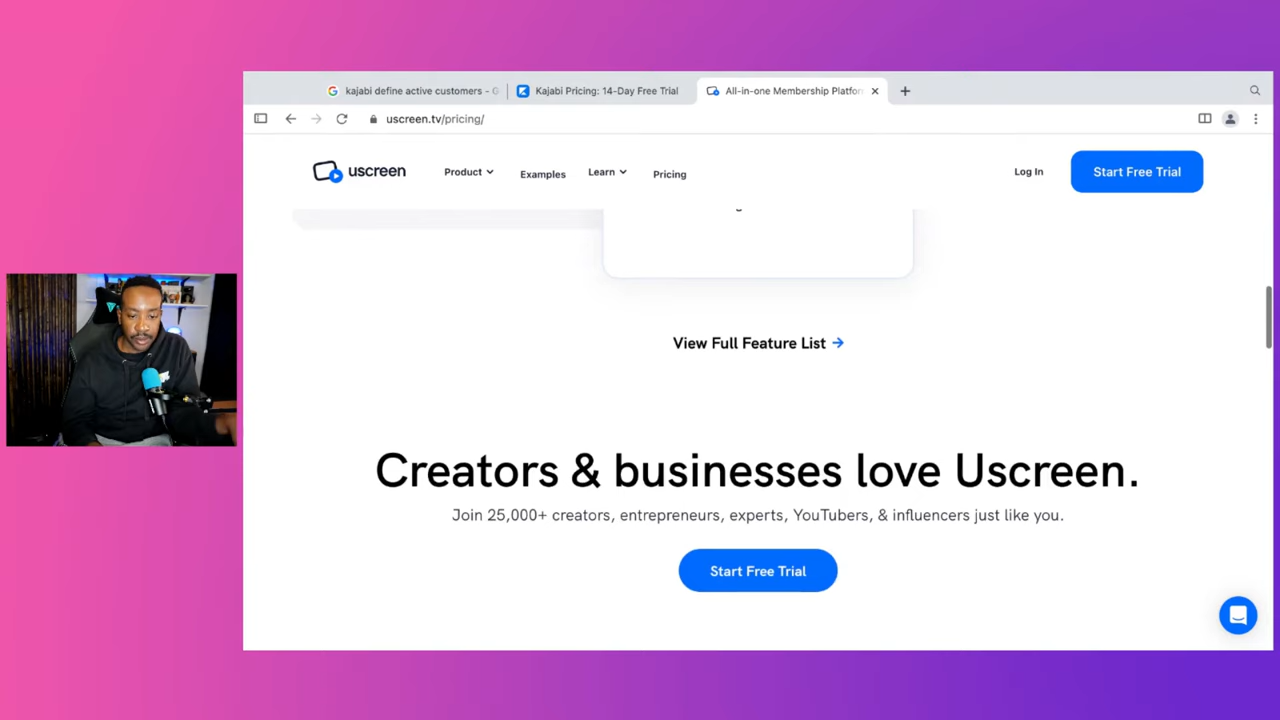 kajabi define active customers - G
Kajabi Pricing: 14-Day Free Trial
All-in-one Membership Platfor
uscreen.tv/pricing/
uscreen
Product
Examples
Learn
Pricing
Log In
Start Free Trial
View Full Feature List
Creators & businesses love Uscreen.
Join 25,000+ creators, entrepreneurs, experts, YouTubers, & influencers just like you.
Start Free Trial